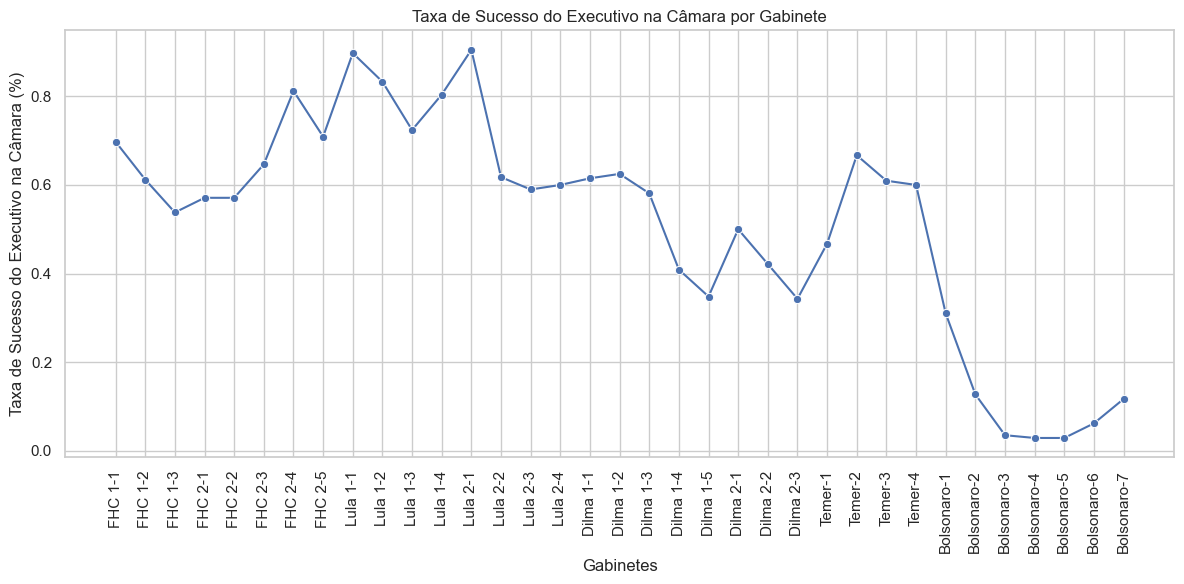 Taxa de Sucesso do Executivo na Câmara por Gabinete
Taxa de Sucesso do Executivo na Câmara (%)
0.8
0.6
0.4
0.2
0.0
FHC 1-1
FHC 1-2
FHC 1-3
FHC 2-1
FHC 2-2
FHC 2-3
FHC 2-4
FHC 2-5
Lula 1-1
Lula 1-2
Lula 1-3
Lula 1-4
Lula 2-1
Lula 2-2
Lula 2-3
Lula 2-4
Dilma 1-1
Dilma 1-2
Dilma 1-3
Dilma 1-4
Dilma 1-5
Dilma 2-1
Dilma 2-2
Dilma 2-3
Temer-1
Temer-2
Temer-3
Temer-4
Bolsonaro-1
Bolsonaro-2
Bolsonaro-3
Bolsonaro-4
Bolsonaro-5
Bolsonaro-6
Bolsonaro-7
Gabinetes